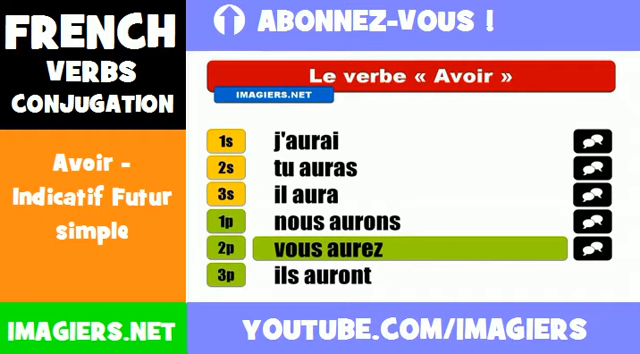 FRENCH
VERBS
CONJUGATION
Avoir -
Indicatif Futur
simple
IMAGIERS.NET
ABONNEZ-VOUS !
Le verbe « Avoir »
IMAGIERS.NET
1s j'aurai
2s tu auras
3s il aura
1p nous aurons
2p vous aurez
3p ils auront
YOUTUBE.COM/IMAGIERS